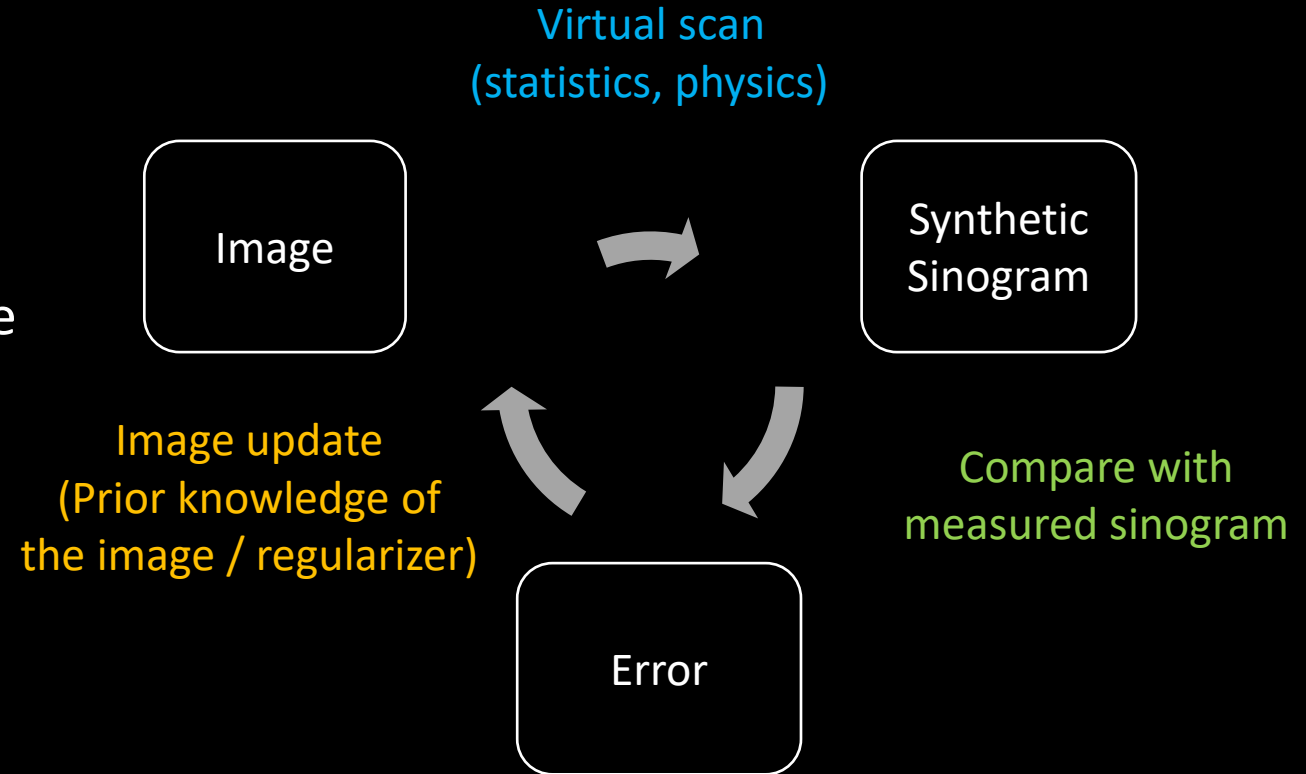 Virtual scan
(statistics, physics)
Image
Synthetic
Sinogram
Image update
(Prior knowledge of
the image / regularizer)
Compare with
measured sinogram
Error